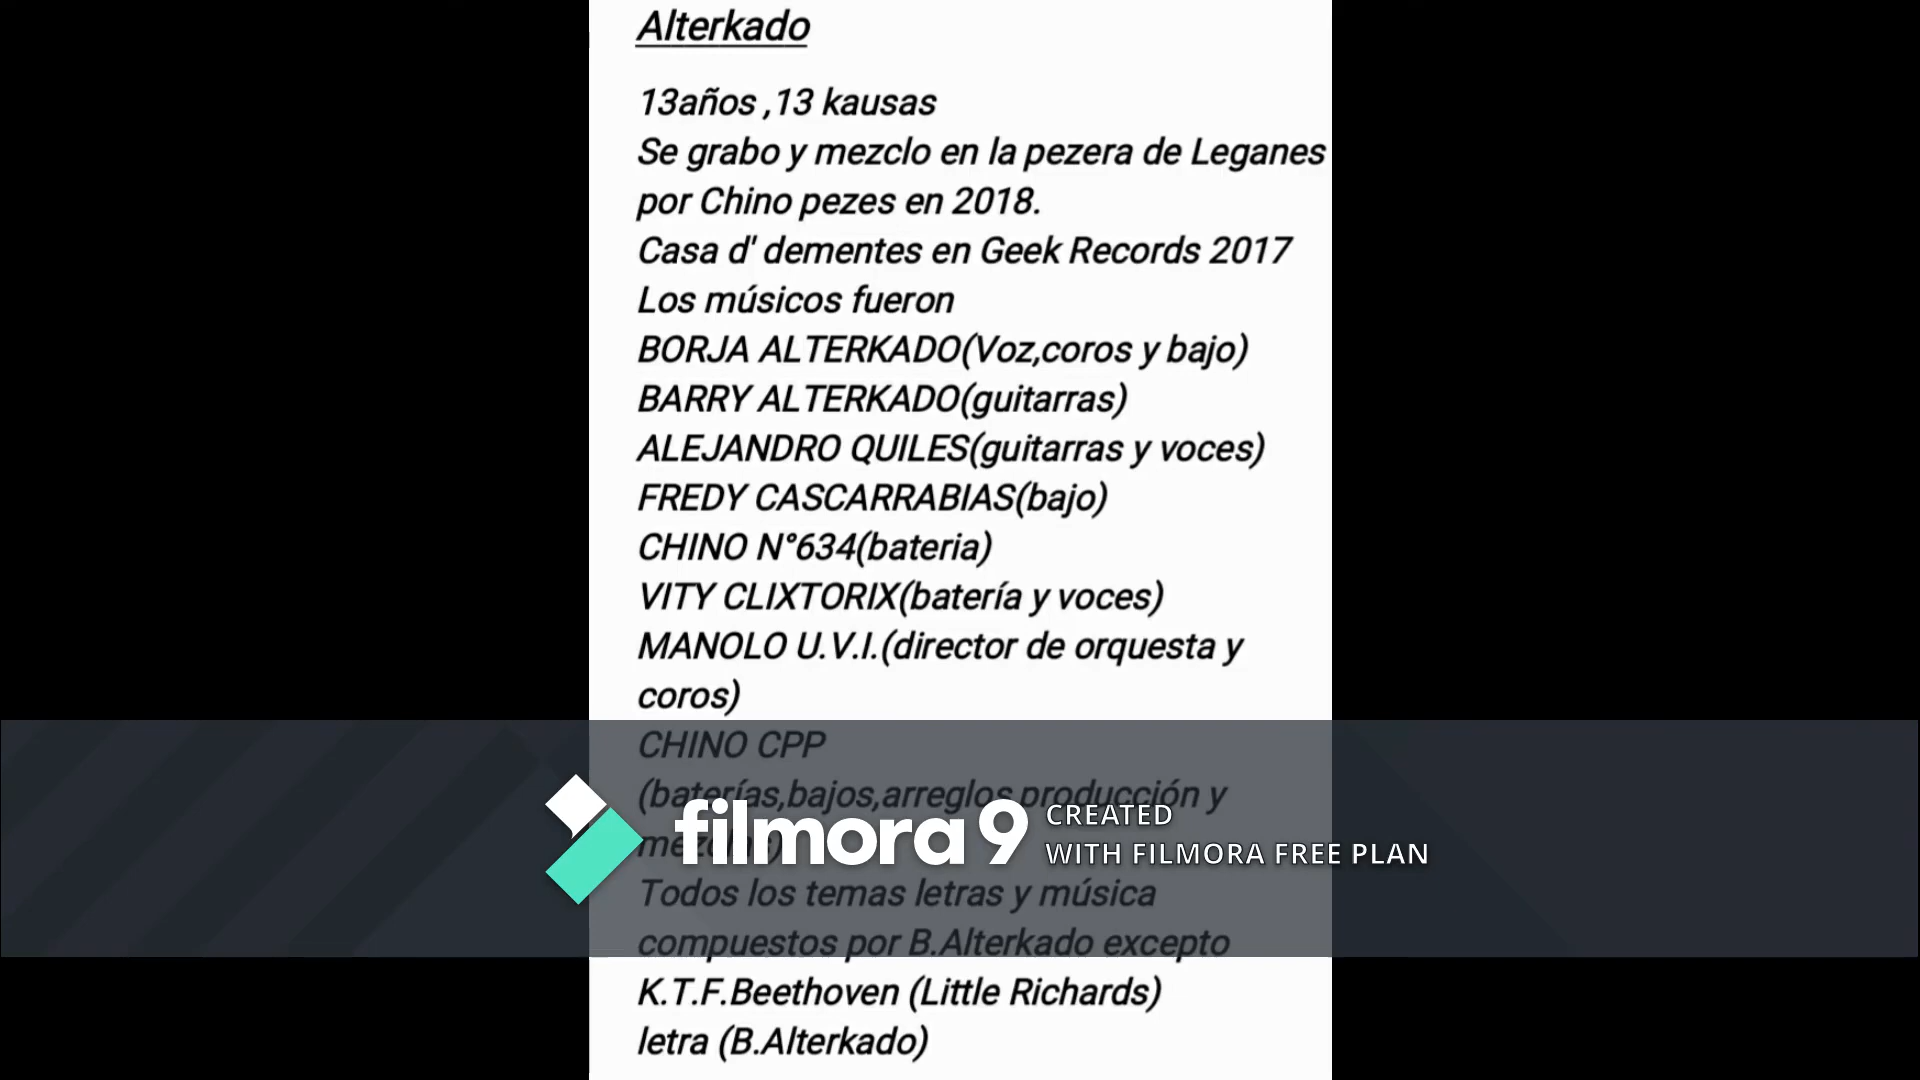 Alterkado
13años ,13 kausas
Se grabo y mezclo en la pezera de Leganes
por Chino pezes en 2018.
Casa d' dementes en Geek Records 2017
Los músicos fueron
BORJA ALTERKADO(Voz,coros y bajo)
BARRY ALTERKADO(guitarras)
ALEJANDRO QUILES(guitarras y voces)
FREDY CASCARRABIAS(bajo)
CHINO N°634(bateria)
VITY CLIXTORIX(batería y voces)
MANOLO U.V.I.(director de orquesta y
coros)
CHINO CPP
(baterías,bajos,arreglos,producción y
mezclas)
filmora9
CREATED
WITH FILMORA FREE PLAN
Todos los temas letras y música
compuestos por B.Alterkado excepto
K.T.F.Beethoven (Little Richards)
letra (B.Alterkado)